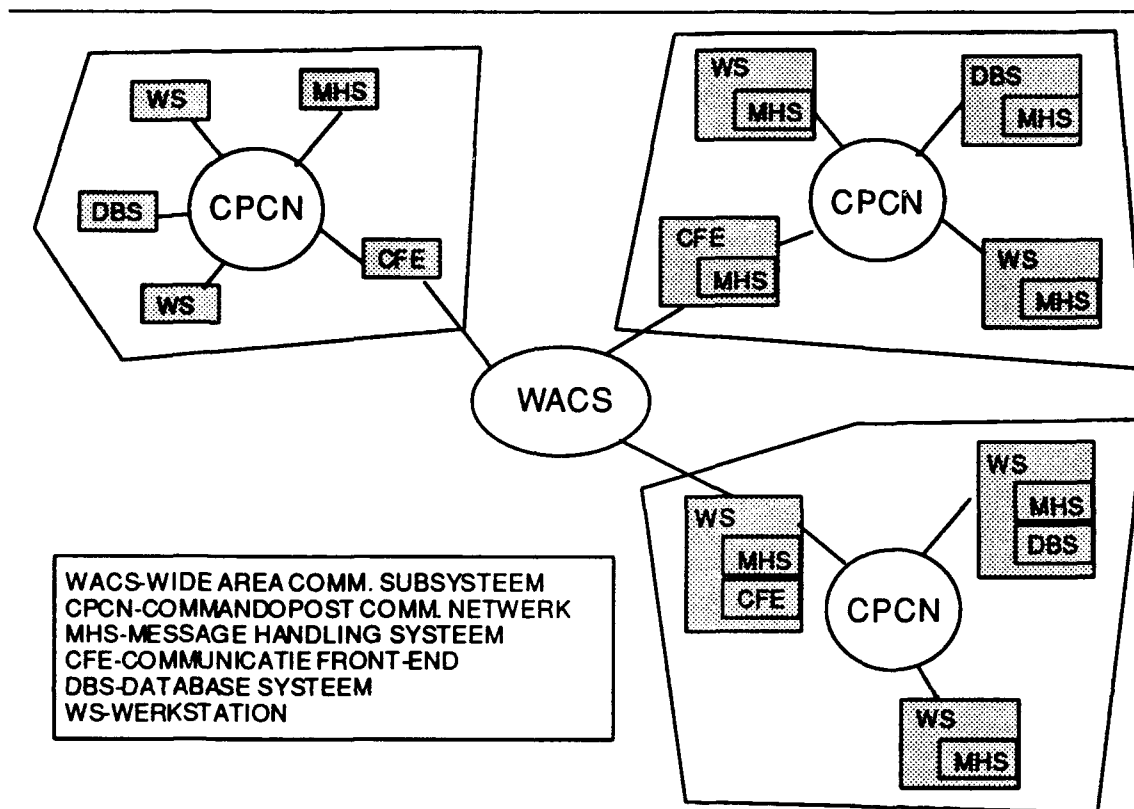 WS
MHS
CPCN
DBS
CFE
WS
WS
MHS
DBS
MHS
CPCN
CFE
MHS
WS
MHS
WACS
WS
MHS
CFE
WS
MHS
DBS
CPCN
WS
MHS
WACS-WIDE AREA COMM. SUBSYSTEEM
CPCN-COMMANDOPOST COMM. NETWERK
MHS-MESSAGE HANDLING SYSTEEM
CFE-COMMUNICATIE FRONT-END
DBS-DATABASE SYSTEEM
WS-WERKSTATION